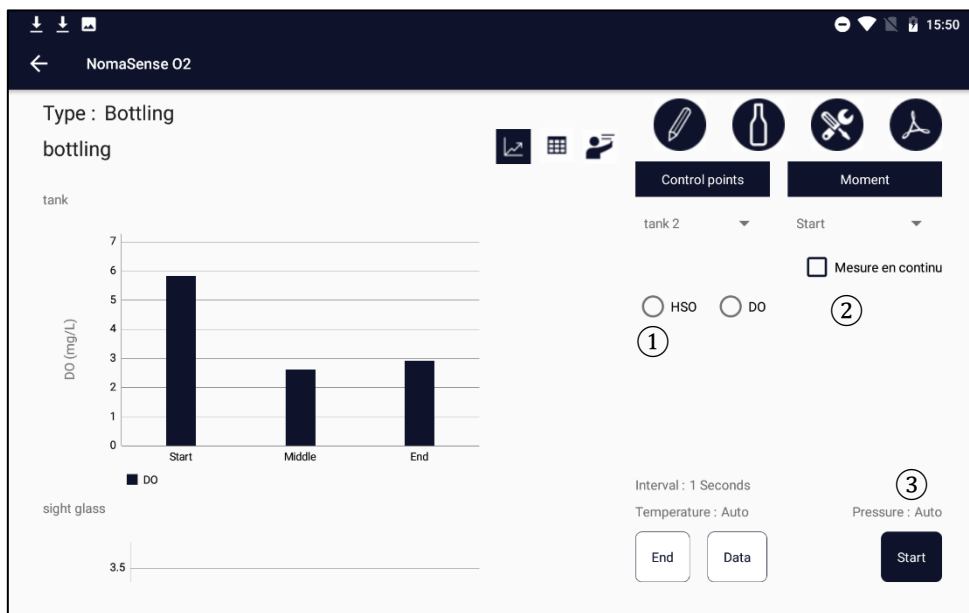 15:50
NomaSense O2
Type : Bottling
bottling
Control points
Moment
tank
tank 2
Start
7
6
5
4
3
2
1
0
DO (mg/L)
Start
Middle
End
DO
Mesure en continu
HSO
DO
①
②
sight glass
3.5
Interval : 1 Seconds
③
Temperature : Auto
Pressure : Auto
End
Data
Start